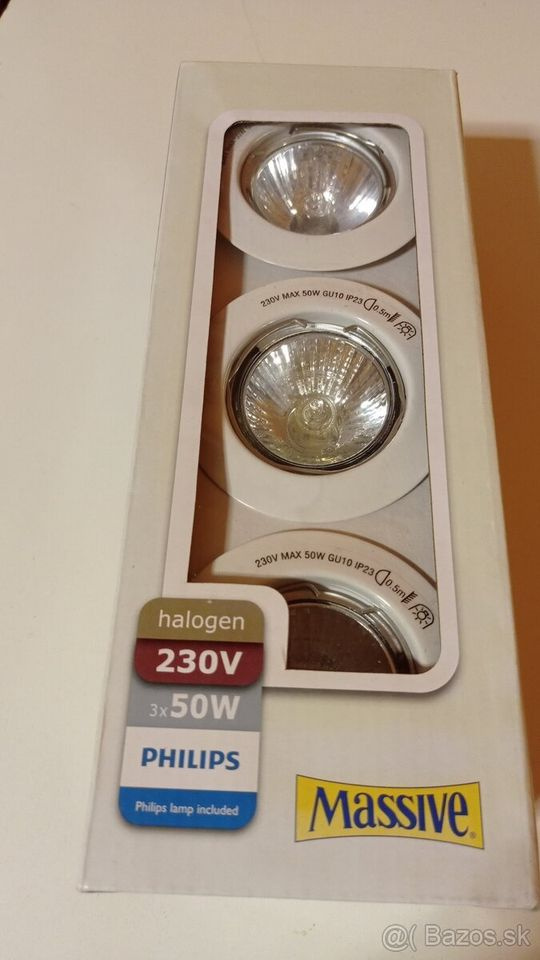 230V MAX 50W GU10 IP23 0.5m
230V MAX 50W GU10 IP23 0.5m
halogen
230V
3x50W
PHILIPS
Philips lamp included
Massive®
@( Bazos.sk